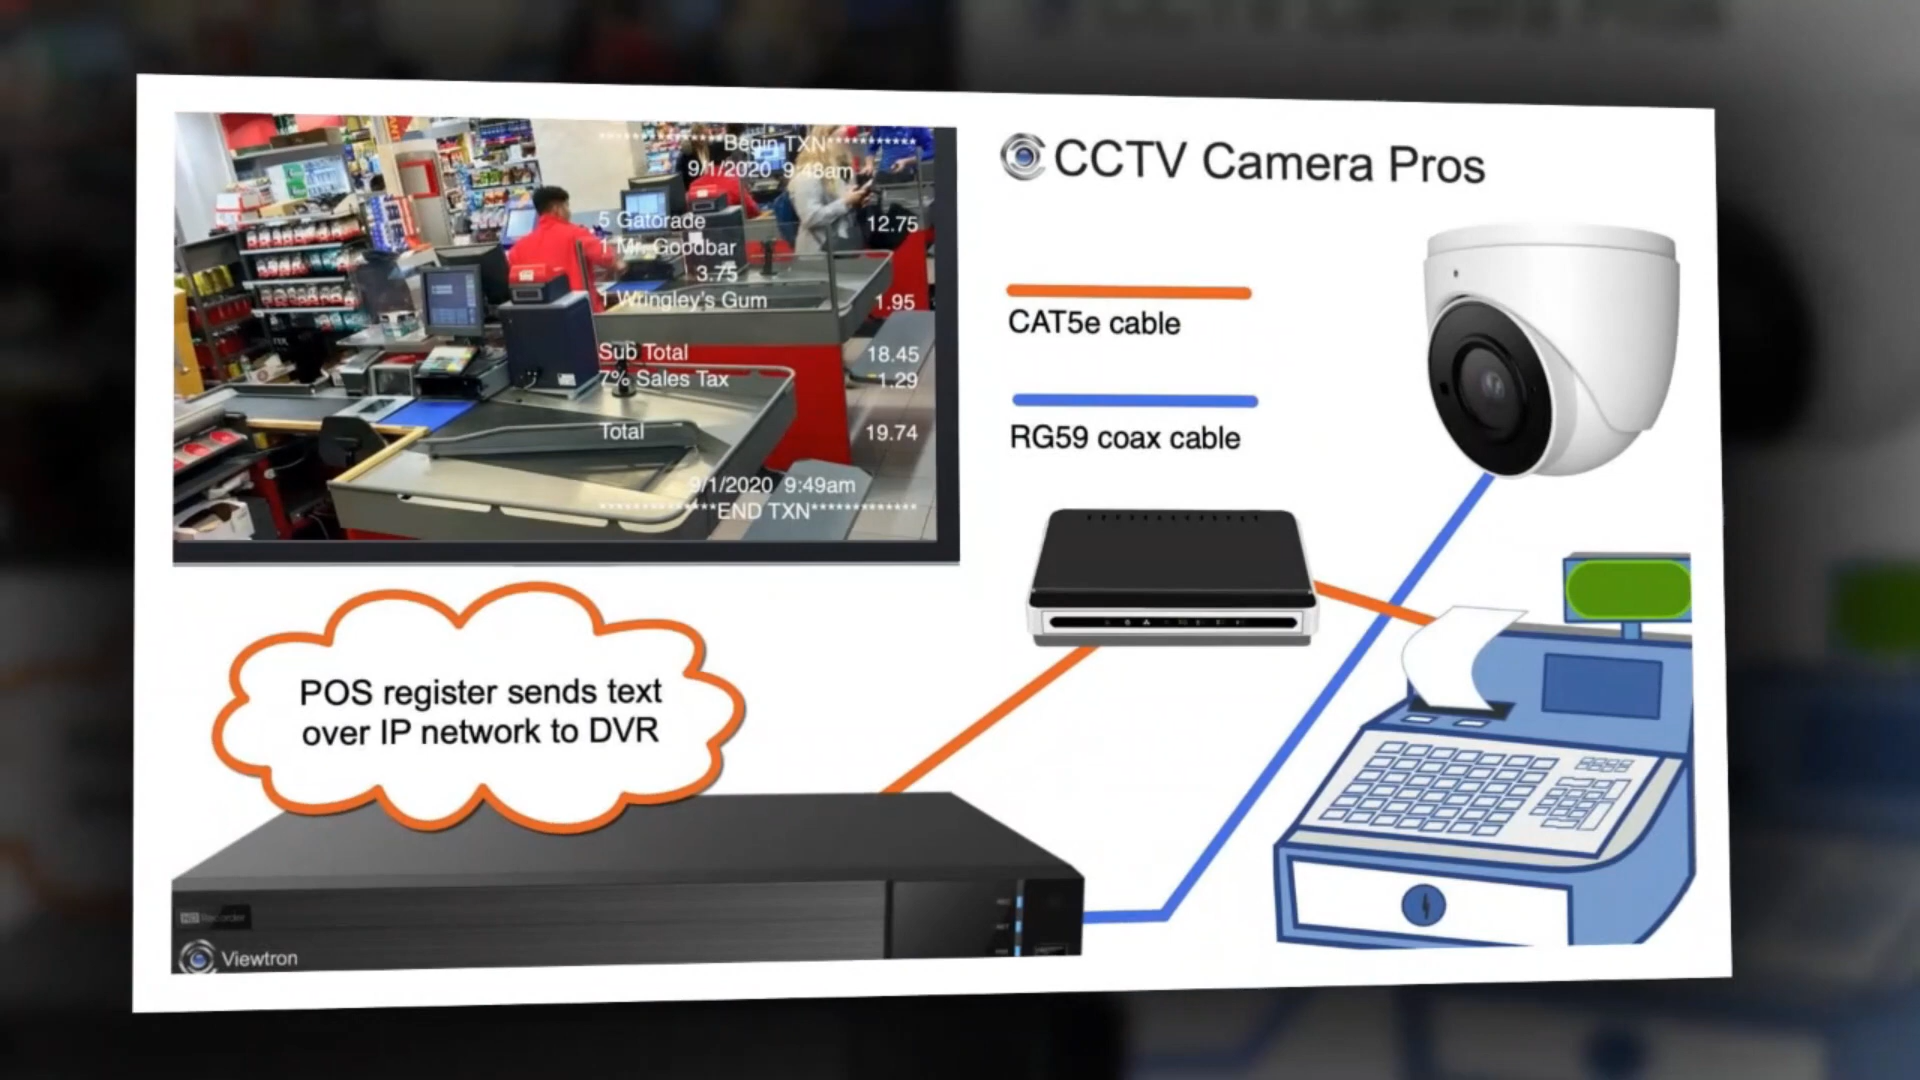 ************Begin TXN***********
9/1/2020 9:48am
5 Gatorade 12.75
1 Mr. Goodbar
3.75
1 Wringley's Gum 1.95
Sub Total 18.45
7% Sales Tax 1.29
Total 19.74
9/1/2020 9:49am
************END TXN*************
CCTV Camera Pros
CAT5e cable
RG59 coax cable
POS register sends text
over IP network to DVR
HD Recorder
Viewtron